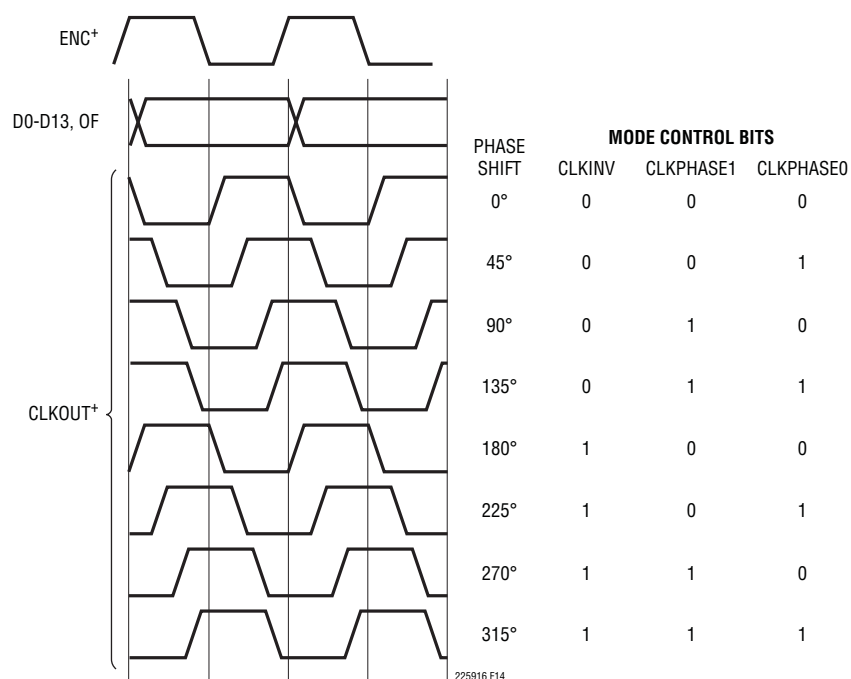 ENC+
D0-D13, OF
CLKOUT+
MODE CONTROL BITS
PHASE SHIFT CLKINV CLKPHASE1 CLKPHASE0
0° 0 0 0
45° 0 0 1
90° 0 1 0
135° 0 1 1
180° 1 0 0
225° 1 0 1
270° 1 1 0
315° 1 1 1
225916 F14